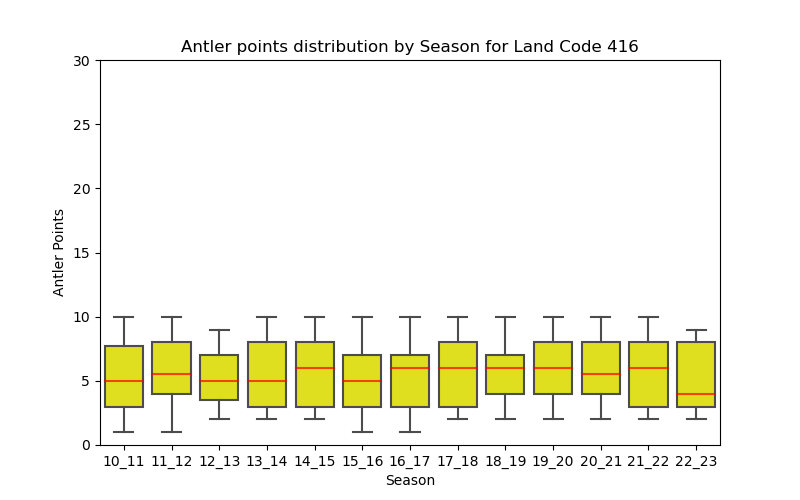 Antler points distribution by Season for Land Code 416
30
25
20
15
10
5
0
Antler Points
10_11 11_12 12_13 13_14 14_15 15_16 16_17 17_18 18_19 19_20 20_21 21_22 22_23
Season